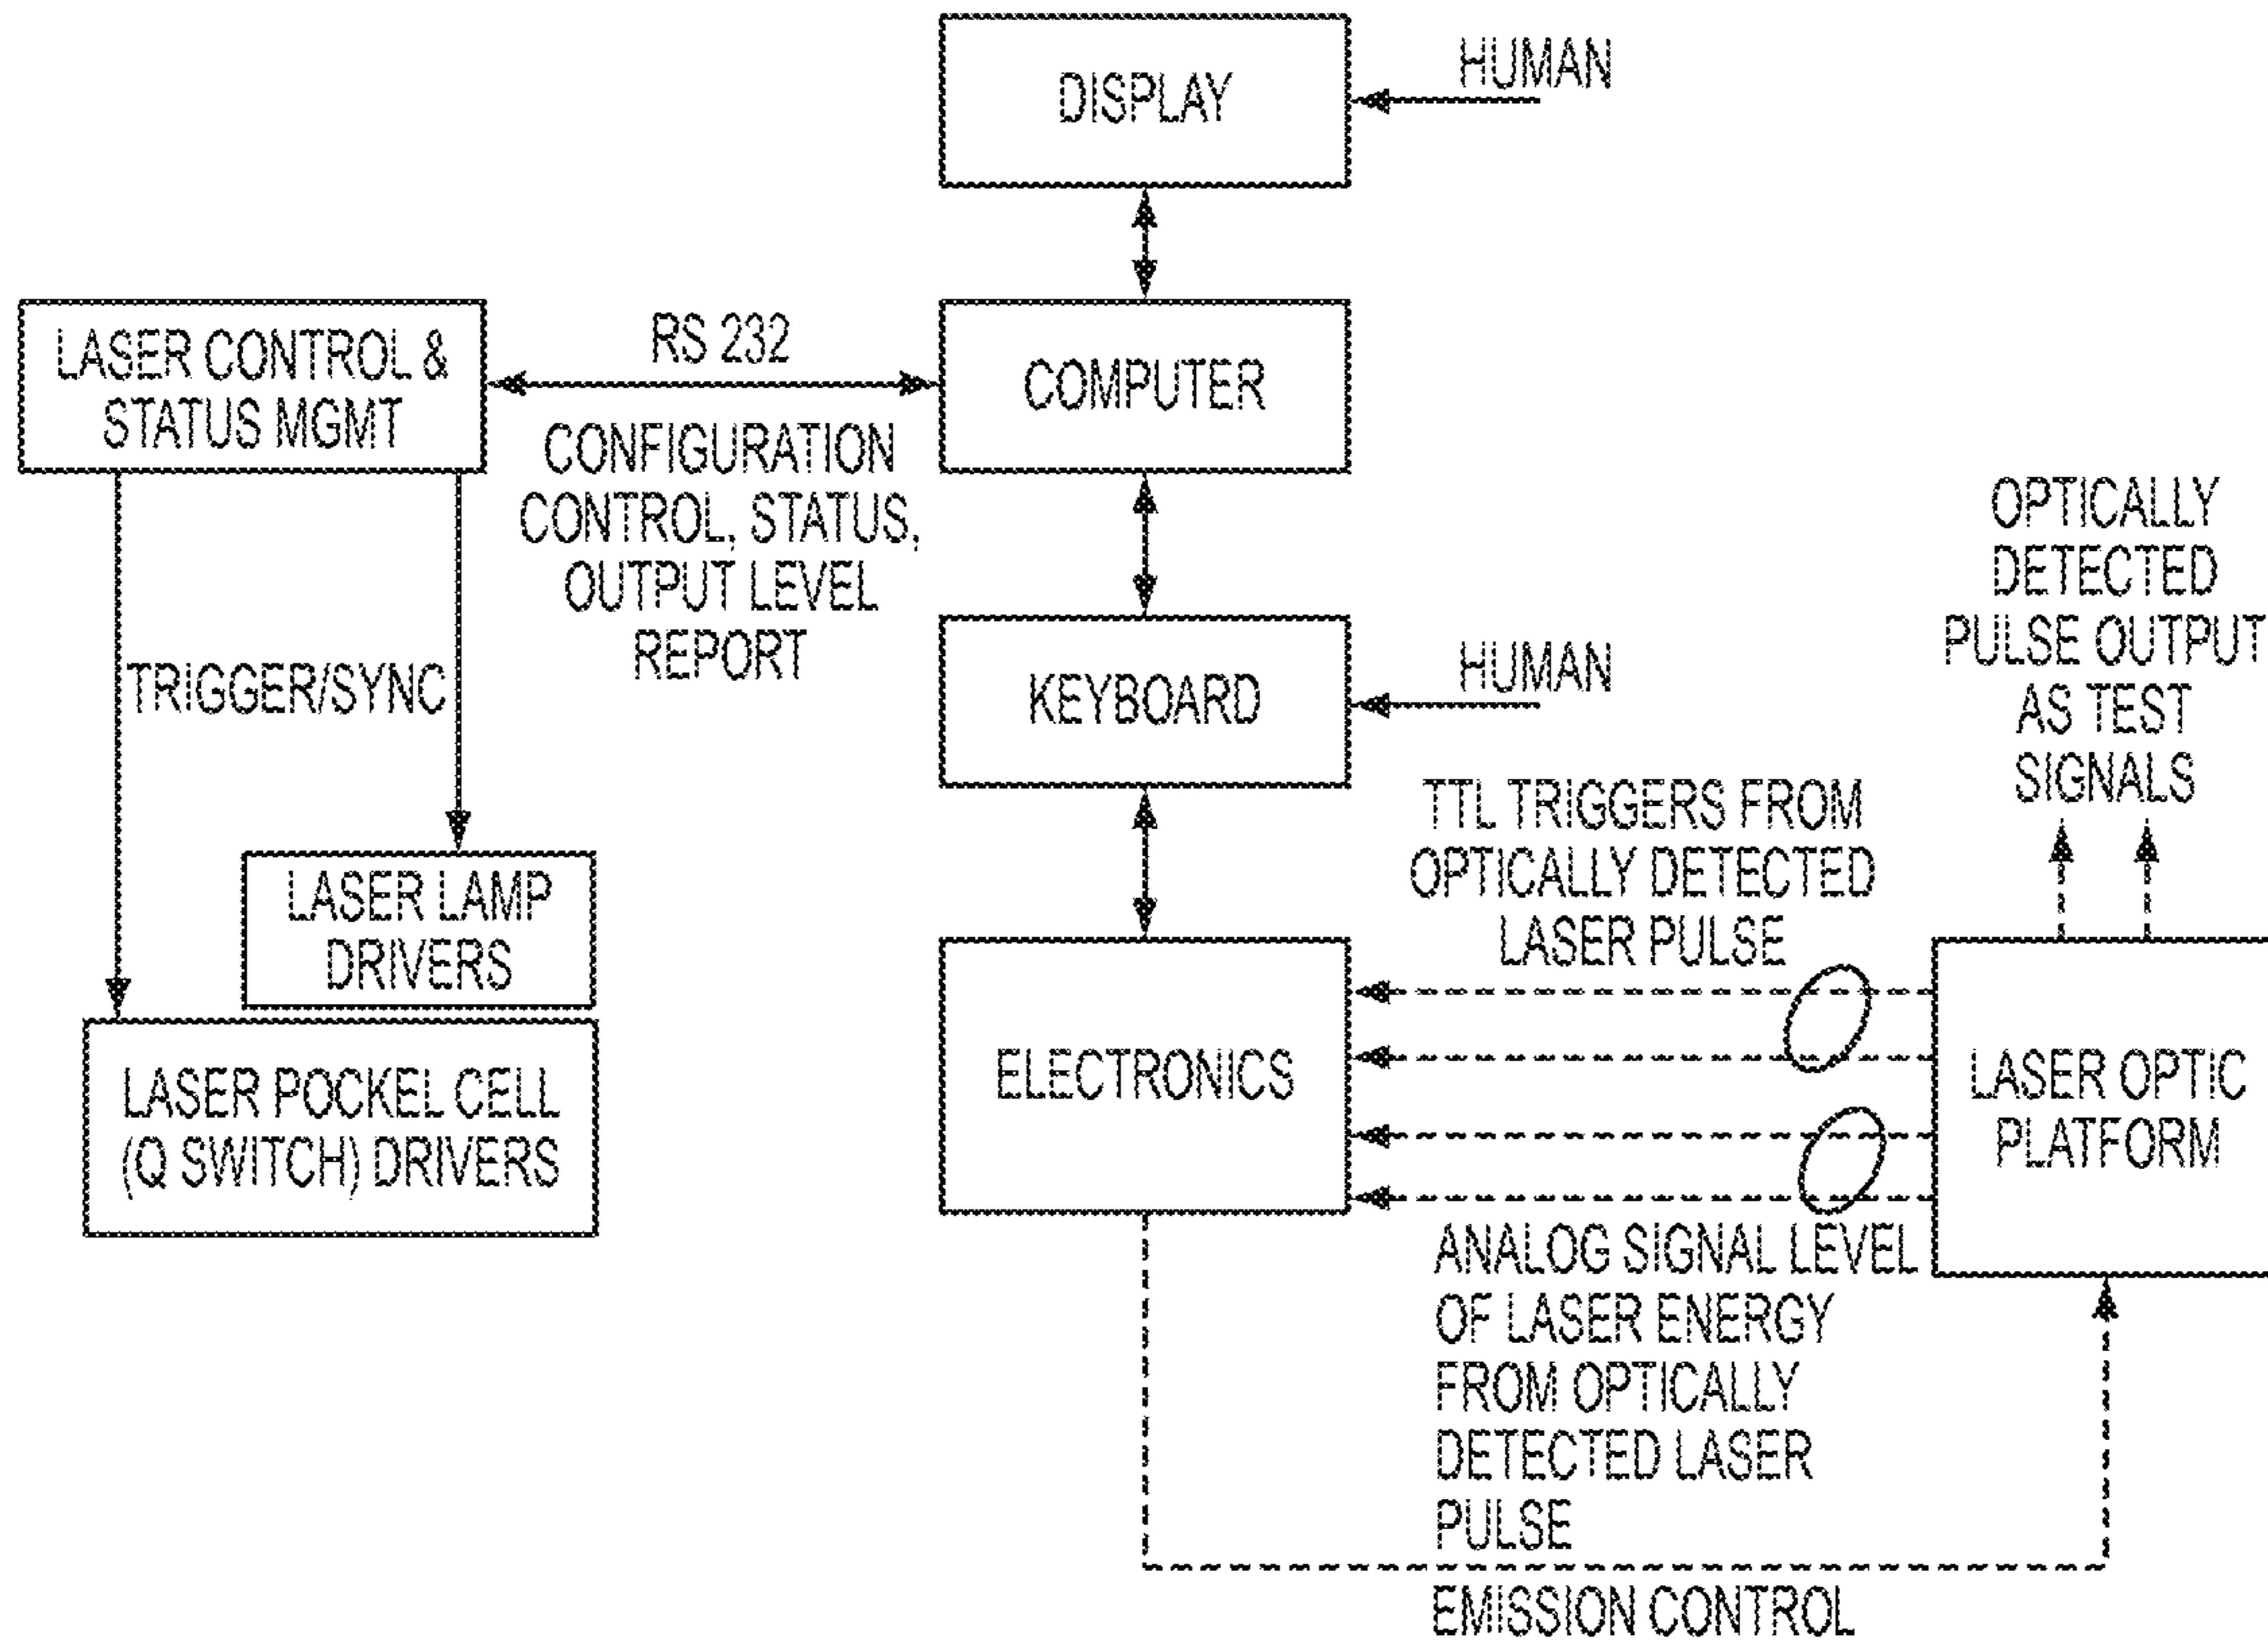 DISPLAY
HUMAN
LASER CONTROL &
STATUS MGMT
RS 232
CONFIGURATION
CONTROL, STATUS,
OUTPUT LEVEL
REPORT
COMPUTER
TRIGGER/SYNC
KEYBOARD
HUMAN
OPTICALLY
DETECTED
PULSE OUTPUT
AS TEST
SIGNALS
LASER LAMP
DRIVERS
LASER POCKEL CELL
(Q SWITCH) DRIVERS
TTL TRIGGERS FROM
OPTICALLY DETECTED
LASER PULSE
ELECTRONICS
LASER OPTIC
PLATFORM
ANALOG SIGNAL LEVEL
OF LASER ENERGY
FROM OPTICALLY
DETECTED LASER
PULSE
EMISSION CONTROL